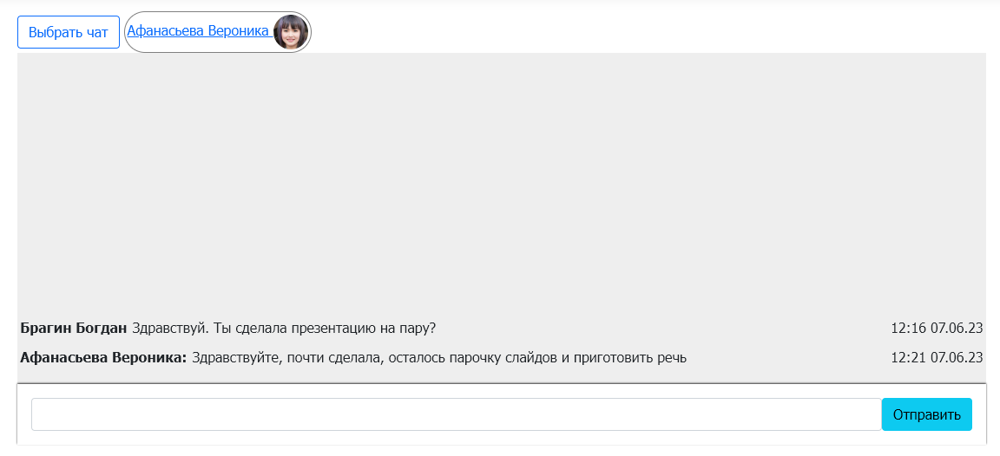 Выбрать чат Афанасьева Вероника
Брагин Богдан Здравствуй. Ты сделала презентацию на пару? 12:16 07.06.23
Афанасьева Вероника: Здравствуйте, почти сделала, осталось парочку слайдов и приготовить речь 12:21 07.06.23
Отправить